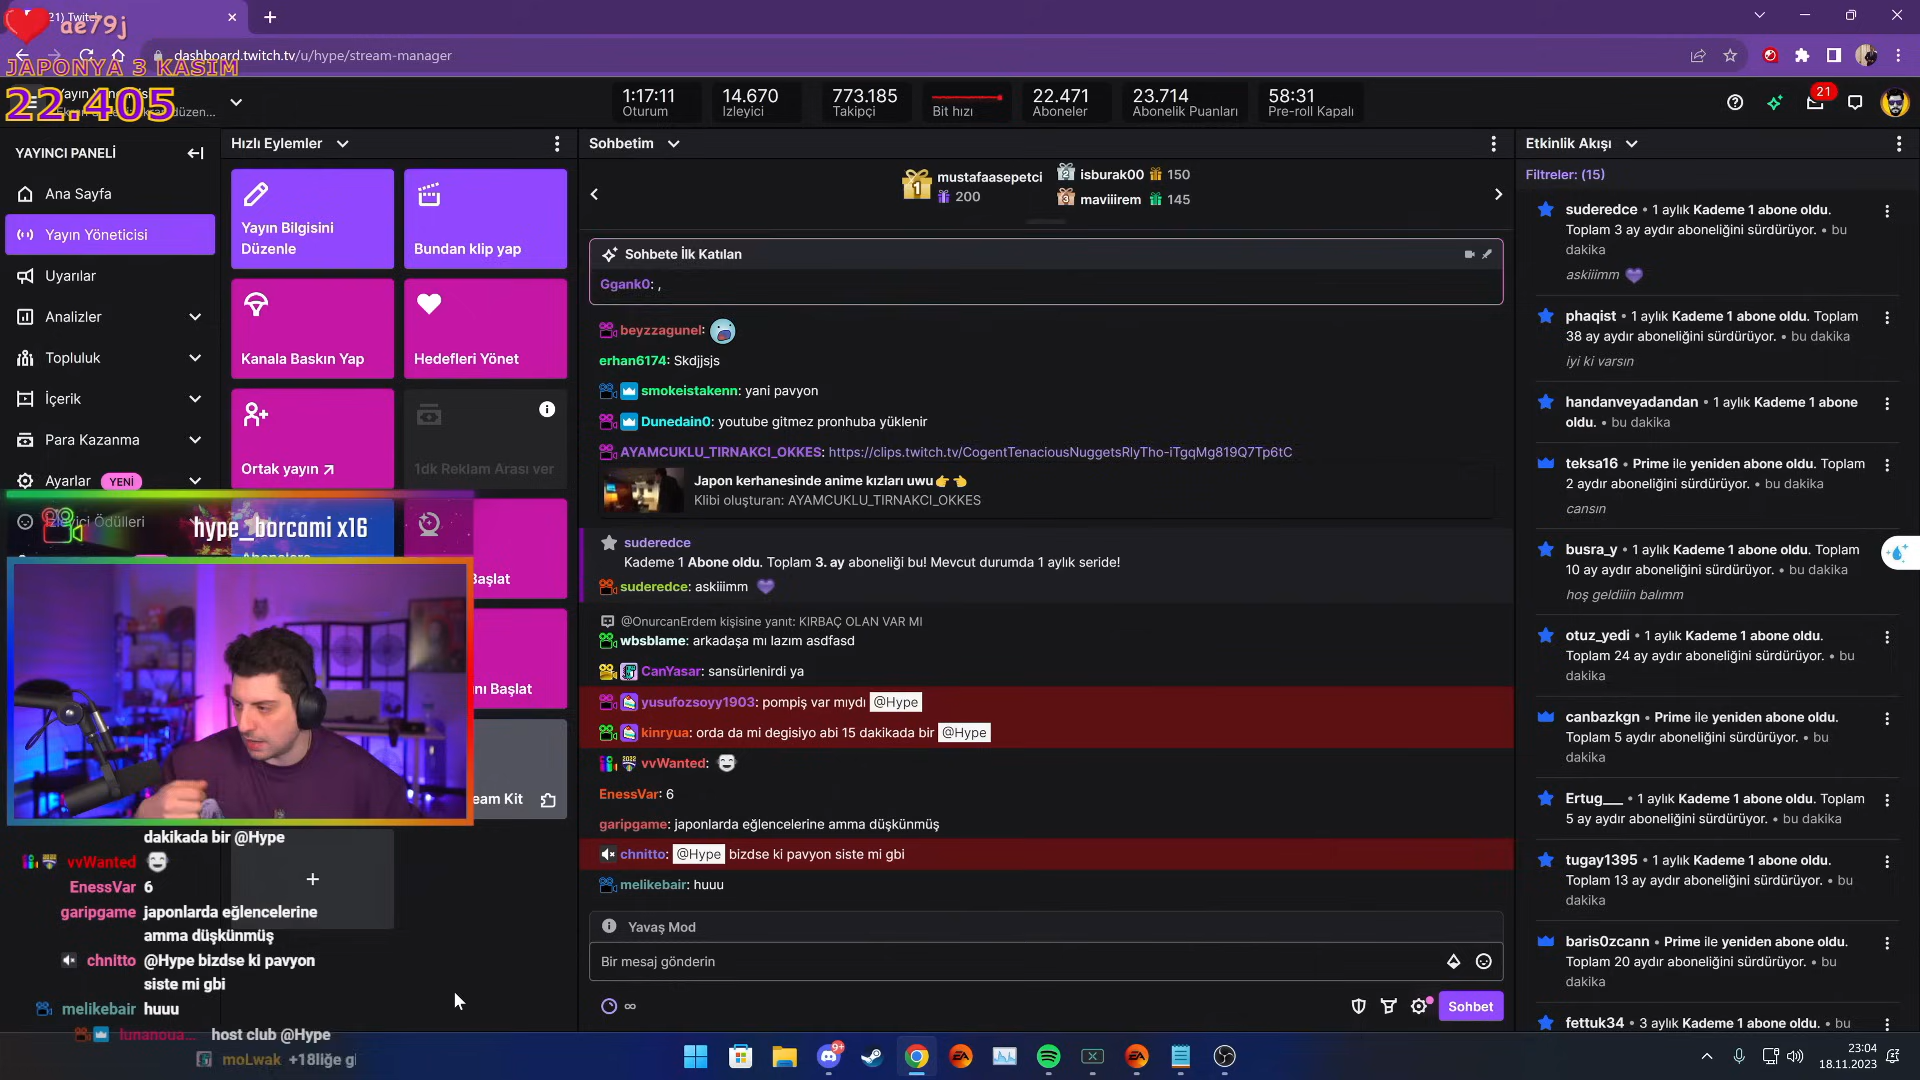 21) Twitch
ae79j
dashboard.twitch.tv/u/hype/stream-manager
JAPONYA 3 KASIM
22.405
1:17:11
Oturum
14.670
İzleyici
773.185
Takipçi
Bit hızı
22.471
Aboneler
23.714
Abonelik Puanları
58:31
Pre-roll Kapalı
21
YAYINCI PANELİ
Ana Sayfa
Yayın Yöneticisi
Uyarılar
Analizler
Topluluk
İçerik
Para Kazanma
Ayarlar YENİ
İzleyici Ödülleri
hype_borcami x16
Hızlı Eylemler
Yayın Bilgisini
Düzenle
Bundan klip yap
Kanala Baskın Yap
Hedefleri Yönet
Ortak yayın
1dk Reklam Arası ver
Başlat
nı Başlat
eam Kit
+
dakikada bir @Hype
vvWanted
EnessVar 6
garipgame japonlarda eğlencelerine
amma düşkünmüş
chnitto @Hype bizdse ki pavyon
siste mi gbi
melikebair huuu
lunanoua... host club @Hype
moLwak +18liğe gi
Sohbetim
mustafaasepetci
200
isburak00 150
maviiirem 145
Sohbete İlk Katılan
Ggank0: ,
beyzzagunel:
erhan6174: Skdjjsjs
smokeistakenn: yani pavyon
Dunedain0: youtube gitmez pronhuba yüklenir
AYAMCUKLU_TIRNAKCI_OKKES: https://clips.twitch.tv/CogentTenaciousNuggetsRlyTho-iTgqMg819Q7Tp6tC
Japon kerhanesinde anime kızları uwu👉👈
Klibi oluşturan: AYAMCUKLU_TIRNAKCI_OKKES
suderedce
Kademe 1 Abone oldu. Toplam 3. ay aboneliği bu! Mevcut durumda 1 aylık seride!
suderedce: askiiimm
@OnurcanErdem kişisine yanıt: KIRBAÇ OLAN VAR MI
wbsblame: arkadaşa mı lazım asdfasd
CanYasar: sansürlenirdi ya
yusufozsoyy1903: pompiş var mıydı @Hype
kinryua: orda da mi degisiyo abi 15 dakikada bir @Hype
vvWanted:
EnessVar: 6
garipgame: japonlarda eğlencelerine amma düşkünmüş
chnitto: @Hype bizdse ki pavyon siste mi gbi
melikebair: huuu
Yavaş Mod
Bir mesaj gönderin
∞
Sohbet
Etkinlik Akışı
Filtreler: (15)
suderedce • 1 aylık Kademe 1 abone oldu.
Toplam 3 ay aydır aboneliğini sürdürüyor. • bu
dakika
askiiimm
phaqist • 1 aylık Kademe 1 abone oldu. Toplam
38 ay aydır aboneliğini sürdürüyor. • bu dakika
iyi ki varsın
handanveyadandan • 1 aylık Kademe 1 abone
oldu. • bu dakika
teksa16 • Prime ile yeniden abone oldu. Toplam
2 aydır aboneliğini sürdürüyor. • bu dakika
cansın
busra_y • 1 aylık Kademe 1 abone oldu. Toplam
10 ay aydır aboneliğini sürdürüyor. • bu dakika
hoş geldiiin balımm
otuz_yedi • 1 aylık Kademe 1 abone oldu.
Toplam 24 ay aydır aboneliğini sürdürüyor. • bu
dakika
canbazkgn • Prime ile yeniden abone oldu.
Toplam 5 aydır aboneliğini sürdürüyor. • bu
dakika
Ertug___ • 1 aylık Kademe 1 abone oldu. Toplam
5 ay aydır aboneliğini sürdürüyor. • bu dakika
tugay1395 • 1 aylık Kademe 1 abone oldu.
Toplam 13 ay aydır aboneliğini sürdürüyor. • bu
dakika
baris0zcann • Prime ile yeniden abone oldu.
Toplam 20 aydır aboneliğini sürdürüyor. • bu
dakika
fettuk34 • 3 aylık Kademe 1 abone oldu. • bu
9+
23:04
18.11.2023